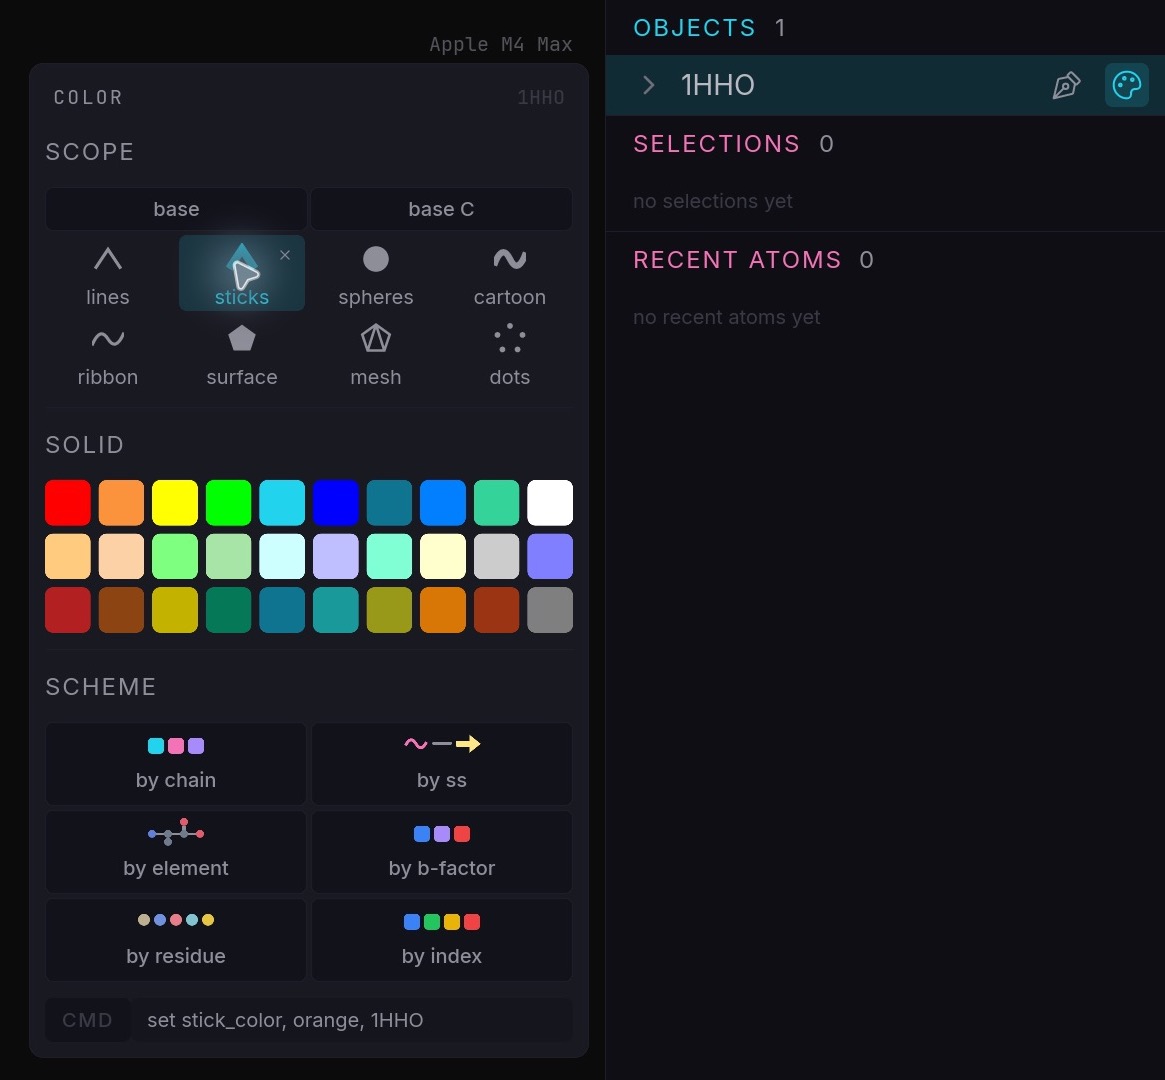 Apple M4 Max
COLOR 1HHO
SCOPE
base base C
lines sticks × spheres cartoon
ribbon surface mesh dots
SOLID
SCHEME
by chain by ss
by element by b-factor
by residue by index
CMD set stick_color, orange, 1HHO
OBJECTS 1
1HHO
SELECTIONS 0
no selections yet
RECENT ATOMS 0
no recent atoms yet